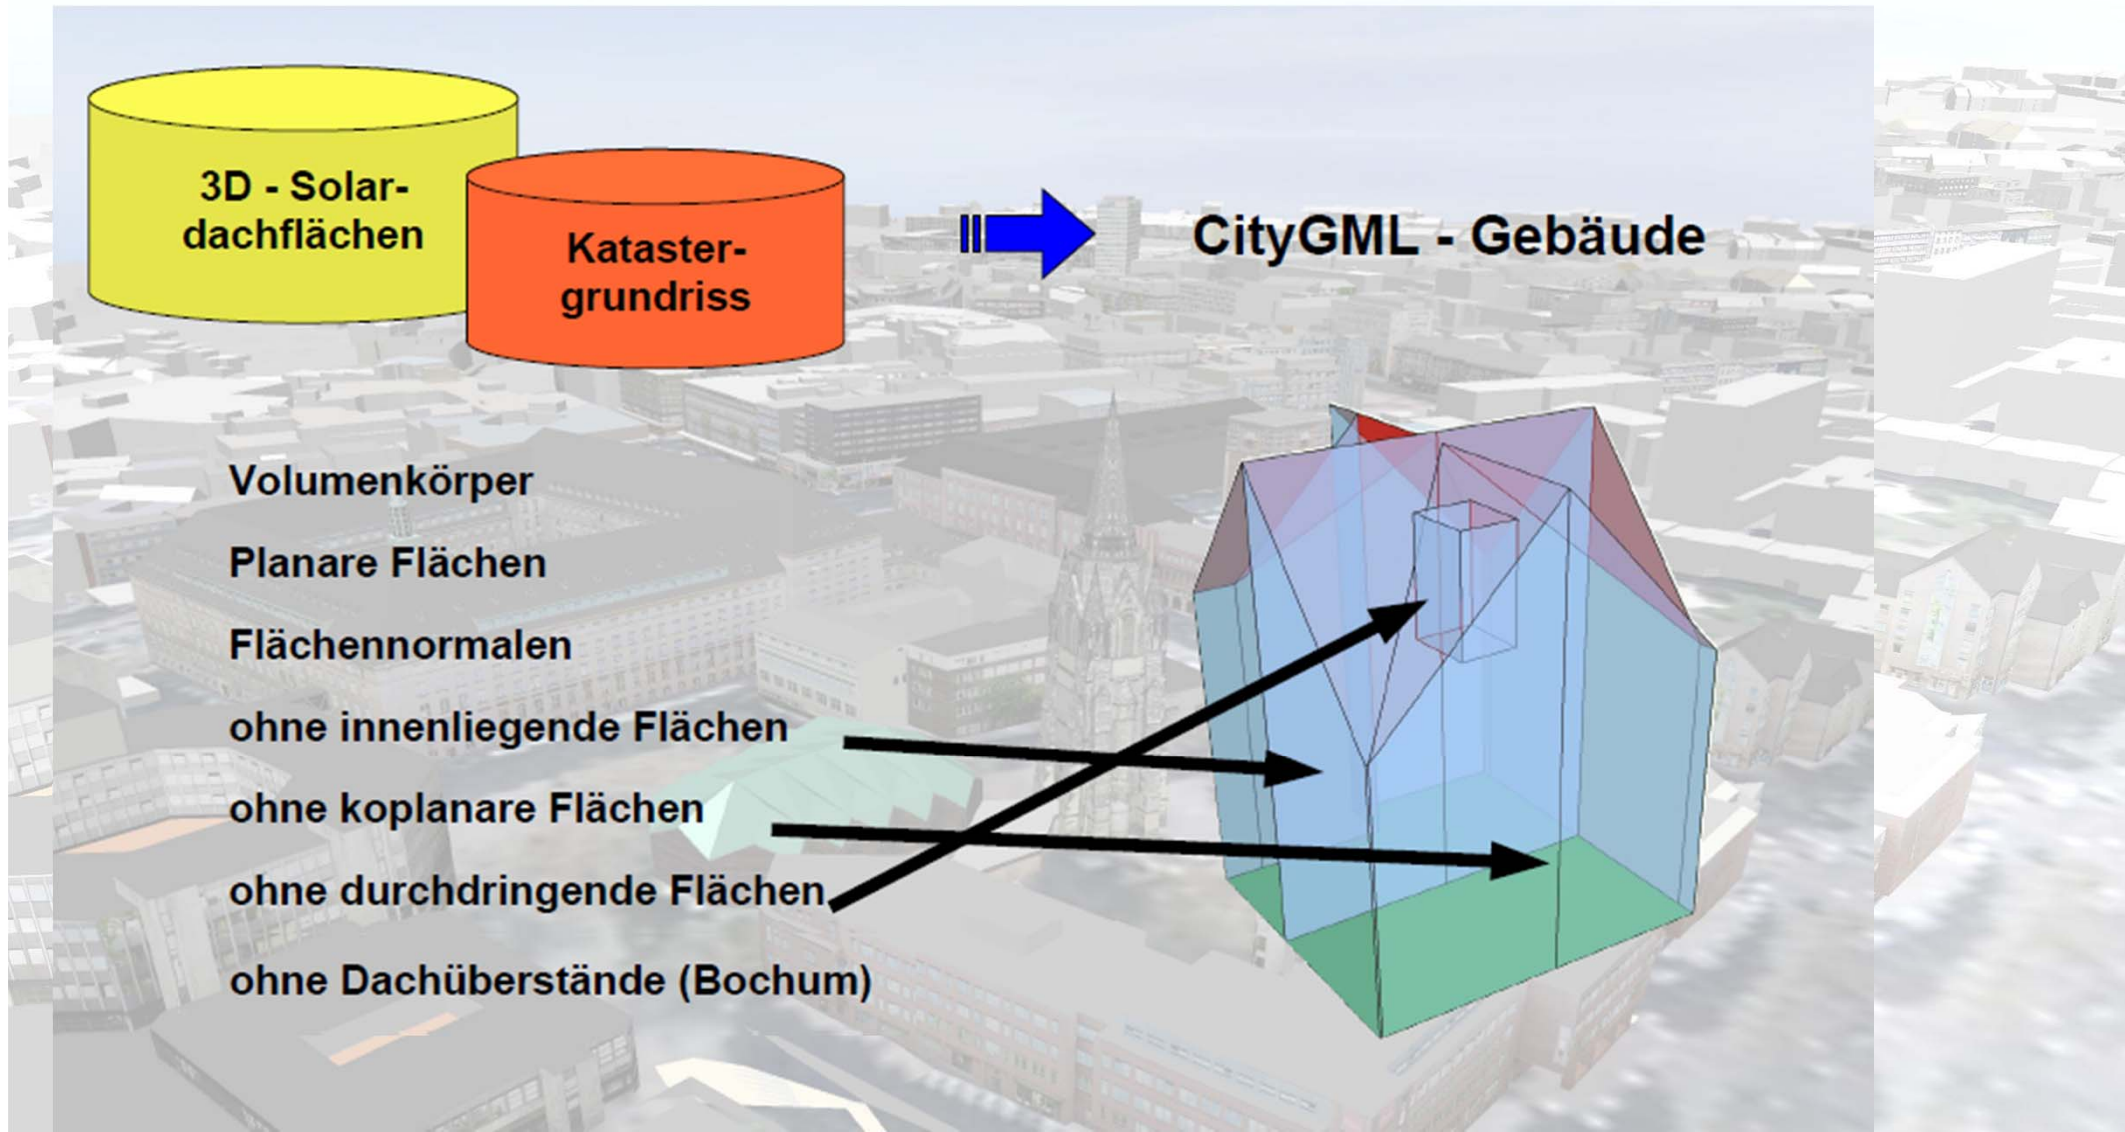 3D - Solar-
dachflächen
Kataster-
grundriss
CityGML - Gebäude
Volumenkörper
Planare Flächen
Flächennormalen
ohne innenliegende Flächen
ohne koplanare Flächen
ohne durchdringende Flächen
ohne Dachüberstände (Bochum)